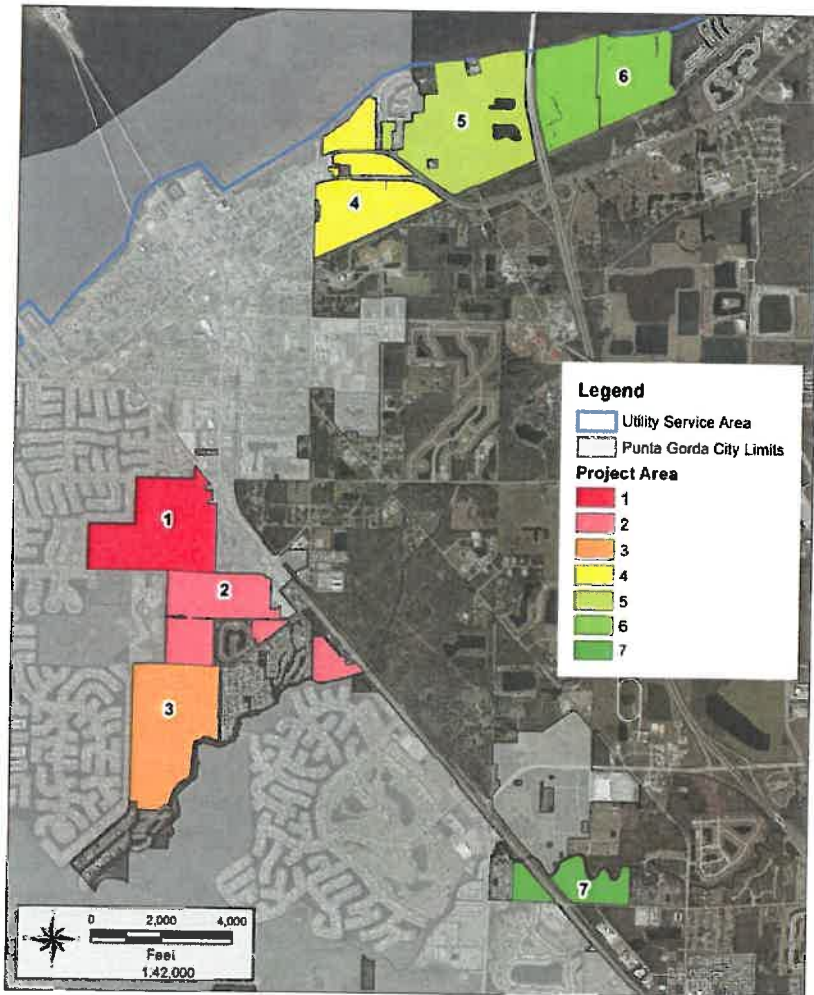 6
5
4
Legend
Utility Service Area
Punta Gorda City Limits
Project Area
1
2
3
4
5
6
7
1
2
3
7
0 2,000 4,000
Feet
1:42,000